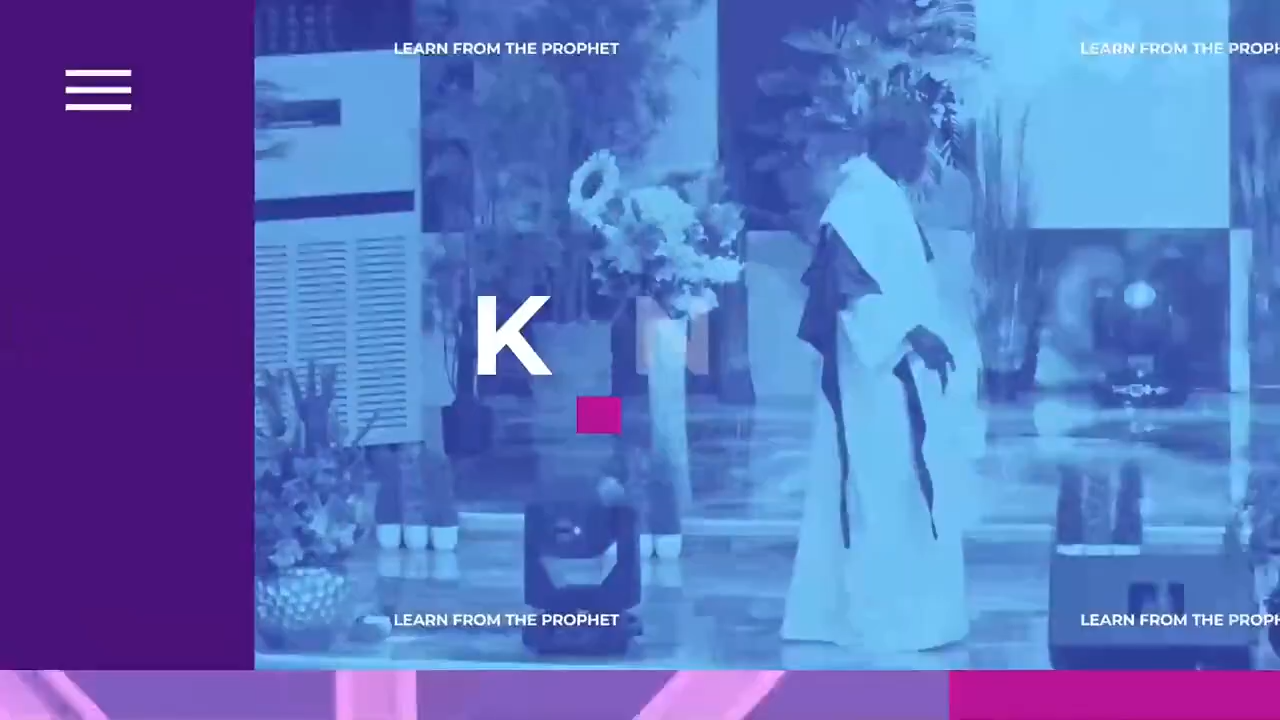 LEARN FROM THE PROPHET
LEARN FROM THE PROPH
K N
LEARN FROM THE PROPHET
LEARN FROM THE PROPH